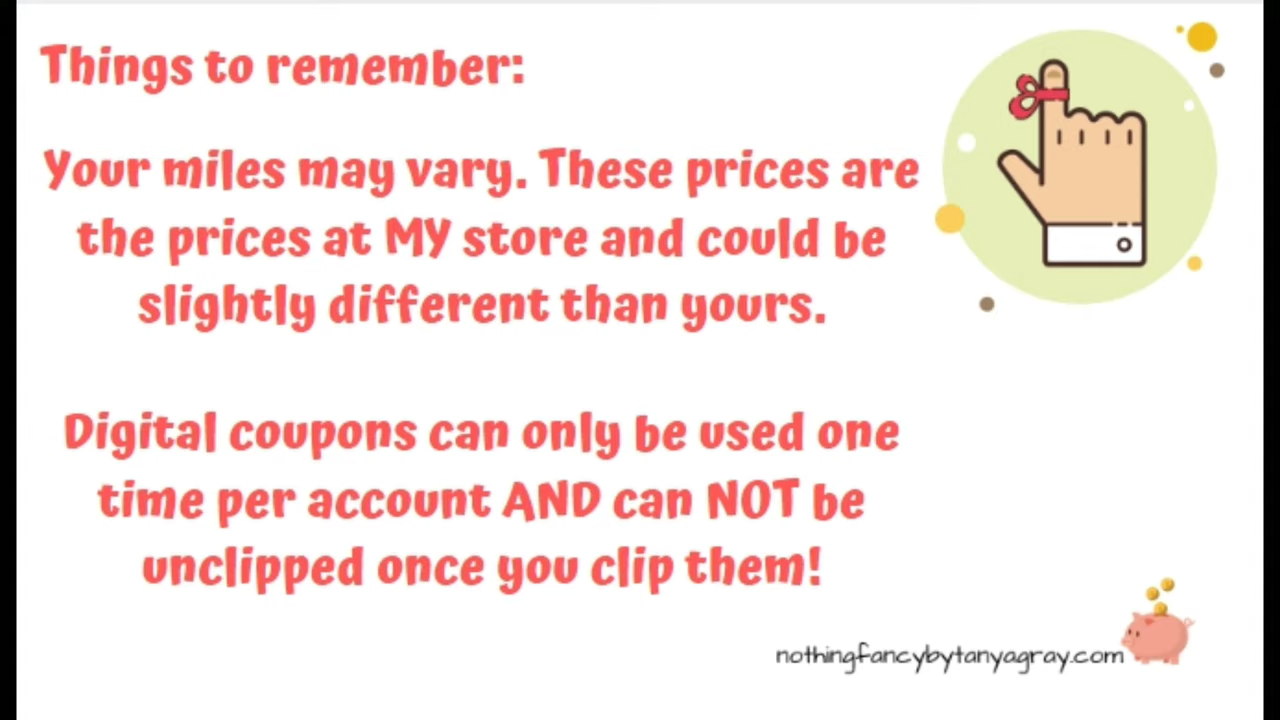 Things to remember:
Your miles may vary. These prices are
the prices at MY store and could be
slightly different than yours.
Digital coupons can only be used one
time per account AND can NOT be
unclipped once you clip them!
nothingfancybytanyagray.com